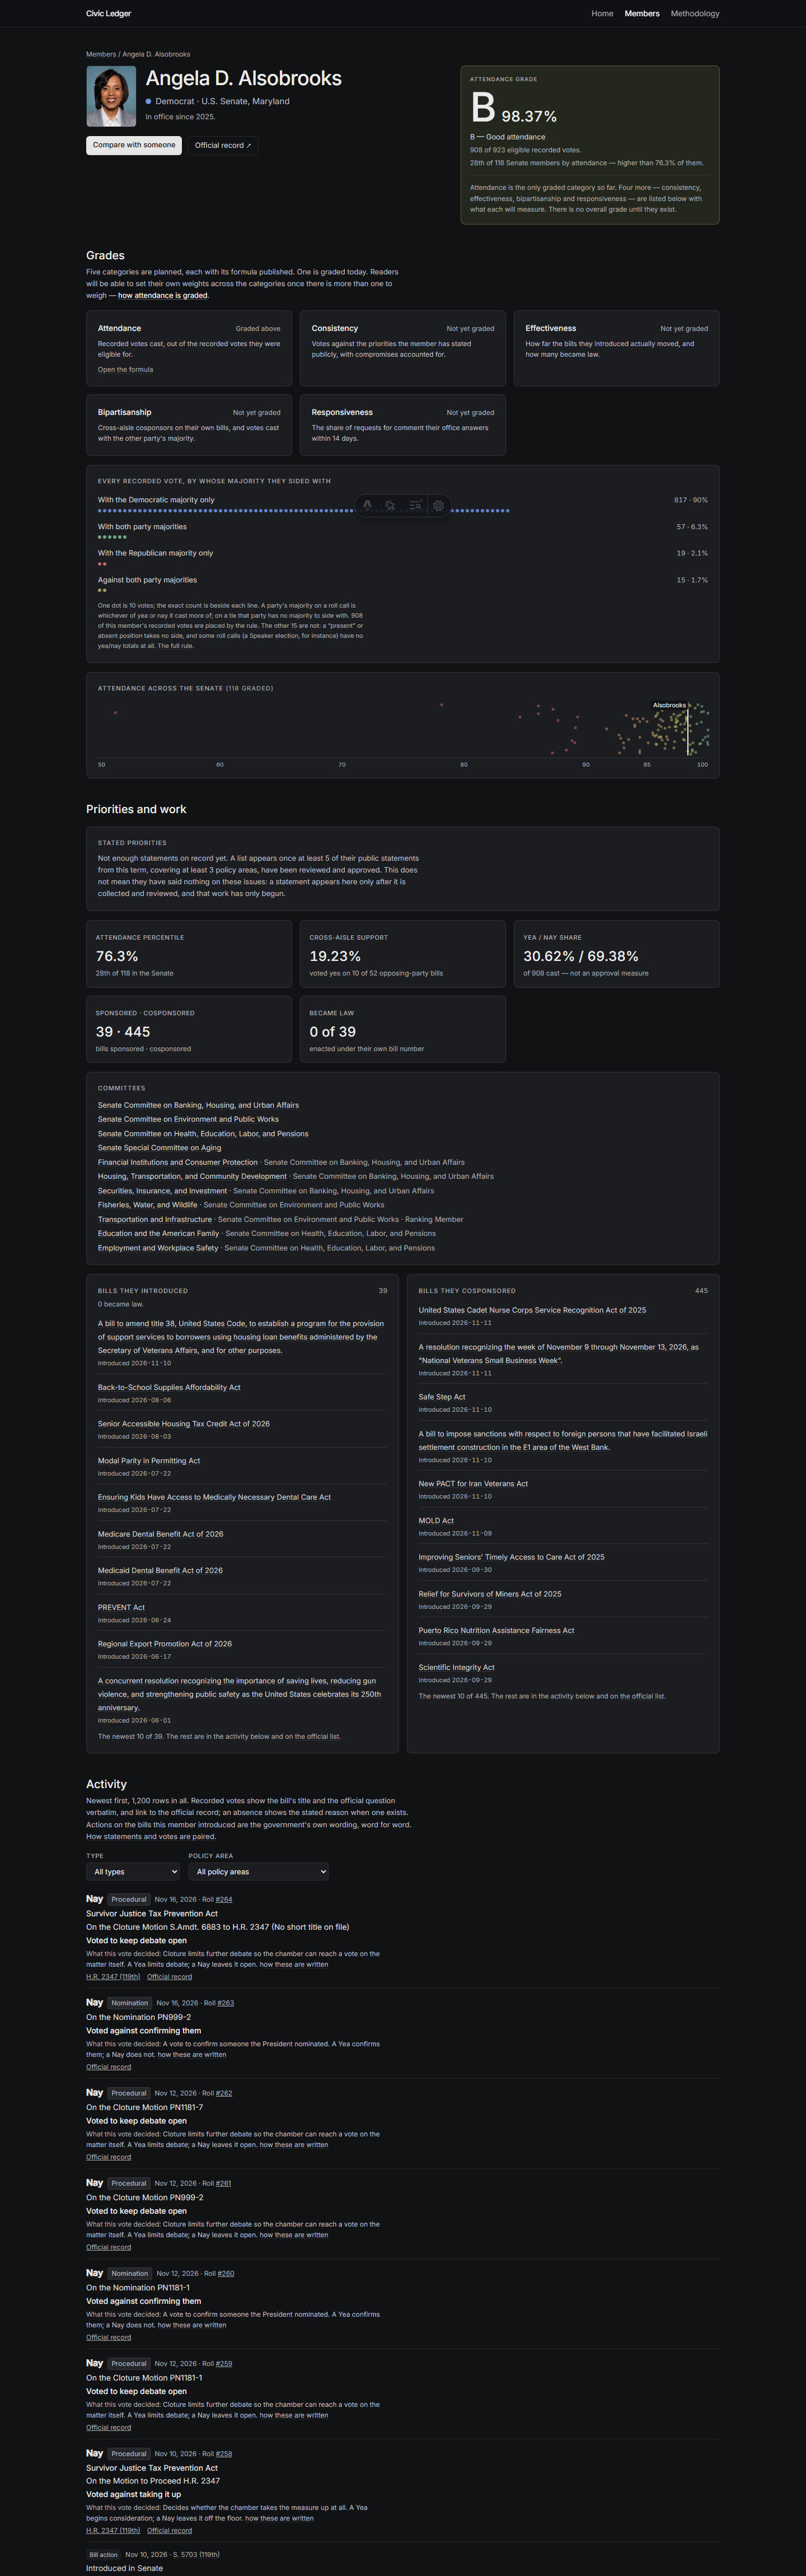 Civic Ledger
Home Members Methodology
Members / Angela D. Alsobrooks
Angela D. Alsobrooks
Democrat · U.S. Senate, Maryland
In office since 2025.
Compare with someone
Official record ↗
ATTENDANCE GRADE
B 98.37%
B — Good attendance
908 of 923 eligible recorded votes.
28th of 118 Senate members by attendance — higher than 76.3% of them.
Attendance is the only graded category so far. Four more — consistency,
effectiveness, bipartisanship and responsiveness — are listed below with
what each will measure. There is no overall grade until they exist.
Grades
Five categories are planned, each with its formula published. One is graded today. Readers
will be able to set their own weights across the categories once there is more than one to
weigh — how attendance is graded.
Attendance Graded above
Recorded votes cast, out of the recorded votes they were
eligible for.
Open the formula
Consistency Not yet graded
Votes against the priorities the member has stated
publicly, with compromises accounted for.
Effectiveness Not yet graded
How far the bills they introduced actually moved, and
how many became law.
Bipartisanship Not yet graded
Cross-aisle cosponsors on their own bills, and votes cast
with the other party's majority.
Responsiveness Not yet graded
The share of requests for comment their office answers
within 14 days.
EVERY RECORDED VOTE, BY WHOSE MAJORITY THEY SIDED WITH
With the Democratic majority only 817 · 90%
With both party majorities 57 · 6.3%
With the Republican majority only 19 · 2.1%
Against both party majorities 15 · 1.7%
One dot is 10 votes; the exact count is beside each line. A party's majority on a roll call is
whichever of yea or nay it cast more of; on a tie that party has no majority to side with. 908
of this member's recorded votes are placed by the rule. The other 15 are not: a "present" or
absent position takes no side, and some roll calls (a Speaker election, for instance) have no
yea/nay totals at all. The full rule.
ATTENDANCE ACROSS THE SENATE (118 GRADED)
Alsobrooks
50 60 70 80 90 95 100
Priorities and work
STATED PRIORITIES
Not enough statements on record yet. A list appears once at least 5 of their public statements
from this term, covering at least 3 policy areas, have been reviewed and approved. This does
not mean they have said nothing on these issues: a statement appears here only after it is
collected and reviewed, and that work has only begun.
ATTENDANCE PERCENTILE
76.3%
28th of 118 in the Senate
CROSS-AISLE SUPPORT
19.23%
voted yes on 10 of 52 opposing-party bills
YEA / NAY SHARE
30.62% / 69.38%
of 908 cast — not an approval measure
SPONSORED · COSPONSORED
39 · 445
bills sponsored · cosponsored
BECAME LAW
0 of 39
enacted under their own bill number
COMMITTEES
Senate Committee on Banking, Housing, and Urban Affairs
Senate Committee on Environment and Public Works
Senate Committee on Health, Education, Labor, and Pensions
Senate Special Committee on Aging
Financial Institutions and Consumer Protection · Senate Committee on Banking, Housing, and Urban Affairs
Housing, Transportation, and Community Development · Senate Committee on Banking, Housing, and Urban Affairs
Securities, Insurance, and Investment · Senate Committee on Banking, Housing, and Urban Affairs
Fisheries, Water, and Wildlife · Senate Committee on Environment and Public Works
Transportation and Infrastructure · Senate Committee on Environment and Public Works · Ranking Member
Education and the American Family · Senate Committee on Health, Education, Labor, and Pensions
Employment and Workplace Safety · Senate Committee on Health, Education, Labor, and Pensions
BILLS THEY INTRODUCED 39
0 became law.
A bill to amend title 38, United States Code, to establish a program for the provision
of support services to borrowers using housing loan benefits administered by the
Secretary of Veterans Affairs, and for other purposes.
Introduced 2026-11-10
Back-to-School Supplies Affordability Act
Introduced 2026-08-06
Senior Accessible Housing Tax Credit Act of 2026
Introduced 2026-08-03
Modal Parity in Permitting Act
Introduced 2026-07-22
Ensuring Kids Have Access to Medically Necessary Dental Care Act
Introduced 2026-07-22
Medicare Dental Benefit Act of 2026
Introduced 2026-07-22
Medicaid Dental Benefit Act of 2026
Introduced 2026-07-22
PREVENT Act
Introduced 2026-06-24
Regional Export Promotion Act of 2026
Introduced 2026-06-17
A concurrent resolution recognizing the importance of saving lives, reducing gun
violence, and strengthening public safety as the United States celebrates its 250th
anniversary.
Introduced 2026-06-01
The newest 10 of 39. The rest are in the activity below and on the official list.
BILLS THEY COSPONSORED 445
United States Cadet Nurse Corps Service Recognition Act of 2025
Introduced 2026-11-11
A resolution recognizing the week of November 9 through November 13, 2026, as
"National Veterans Small Business Week".
Introduced 2026-11-11
Safe Step Act
Introduced 2026-11-10
A bill to impose sanctions with respect to foreign persons that have facilitated Israeli
settlement construction in the E1 area of the West Bank.
Introduced 2026-11-10
New PACT for Iran Veterans Act
Introduced 2026-11-10
MOLD Act
Introduced 2026-11-09
Improving Seniors' Timely Access to Care Act of 2025
Introduced 2026-09-30
Relief for Survivors of Miners Act of 2025
Introduced 2026-09-29
Puerto Rico Nutrition Assistance Fairness Act
Introduced 2026-09-29
Scientific Integrity Act
Introduced 2026-09-29
The newest 10 of 445. The rest are in the activity below and on the official list.
Activity
Newest first, 1,200 rows in all. Recorded votes show the bill's title and the official question
verbatim, and link to the official record; an absence shows the stated reason when one exists.
Actions on the bills this member introduced are the government's own wording, word for word.
How statements and votes are paired.
TYPE POLICY AREA
All types All policy areas
Nay Procedural Nov 16, 2026 · Roll #264
Survivor Justice Tax Prevention Act
On the Cloture Motion S.Amdt. 6883 to H.R. 2347 (No short title on file)
Voted to keep debate open
What this vote decided: Cloture limits further debate so the chamber can reach a vote on the
matter itself. A Yea limits debate; a Nay leaves it open. how these are written
H.R. 2347 (119th) Official record
Nay Nomination Nov 16, 2026 · Roll #263
On the Nomination PN999-2
Voted against confirming them
What this vote decided: A vote to confirm someone the President nominated. A Yea confirms
them; a Nay does not. how these are written
Official record
Nay Procedural Nov 12, 2026 · Roll #262
On the Cloture Motion PN1181-7
Voted to keep debate open
What this vote decided: Cloture limits further debate so the chamber can reach a vote on the
matter itself. A Yea limits debate; a Nay leaves it open. how these are written
Official record
Nay Procedural Nov 12, 2026 · Roll #261
On the Cloture Motion PN999-2
Voted to keep debate open
What this vote decided: Cloture limits further debate so the chamber can reach a vote on the
matter itself. A Yea limits debate; a Nay leaves it open. how these are written
Official record
Nay Nomination Nov 12, 2026 · Roll #260
On the Nomination PN1181-1
Voted against confirming them
What this vote decided: A vote to confirm someone the President nominated. A Yea confirms
them; a Nay does not. how these are written
Official record
Nay Procedural Nov 12, 2026 · Roll #259
On the Cloture Motion PN1181-1
Voted to keep debate open
What this vote decided: Cloture limits further debate so the chamber can reach a vote on the
matter itself. A Yea limits debate; a Nay leaves it open. how these are written
Official record
Nay Procedural Nov 10, 2026 · Roll #258
Survivor Justice Tax Prevention Act
On the Motion to Proceed H.R. 2347
Voted against taking it up
What this vote decided: Decides whether the chamber takes the measure up at all. A Yea
begins consideration; a Nay leaves it off the floor. how these are written
H.R. 2347 (119th) Official record
Bill action Nov 10, 2026 · S. 5703 (119th)
Introduced in Senate